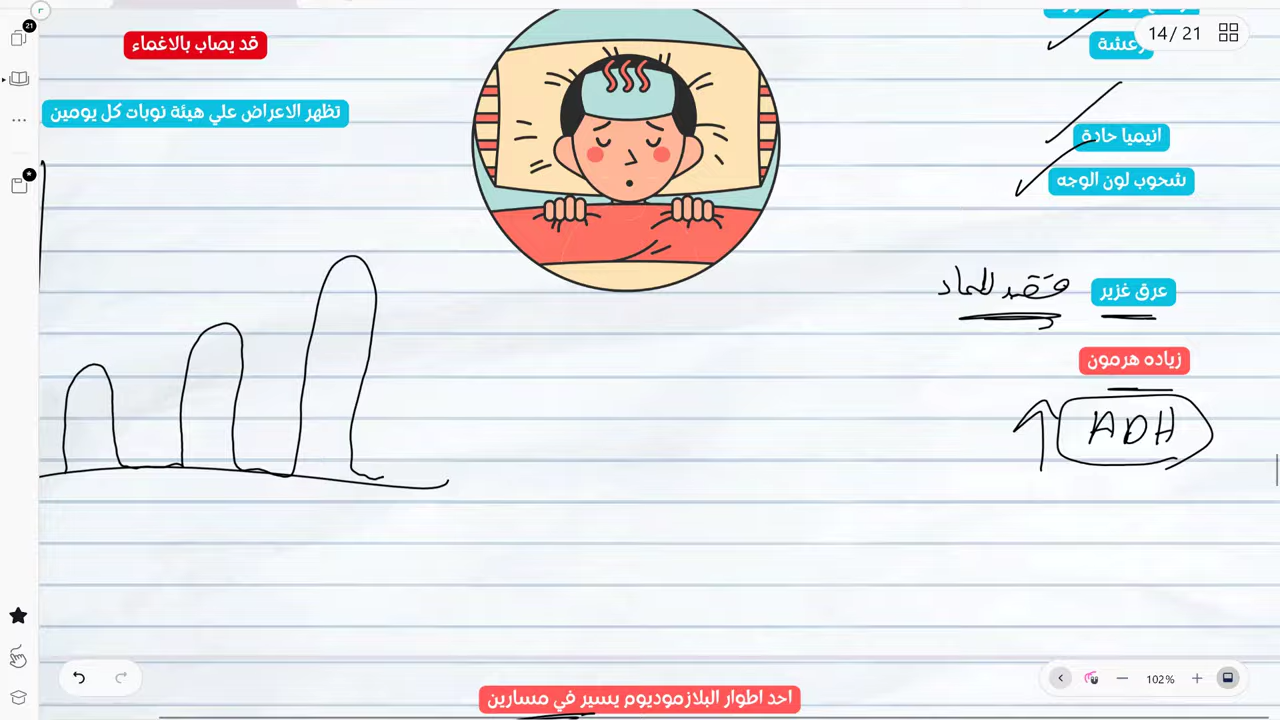 14 / 21
21
رعشة
قد يصاب بالاغماء
تظهر الاعراض علي هيئة نوبات كل يومين
انيميا حادة
شحوب لون الوجه
عرق غزير
فقد للماء
زياده هرمون
ADH
102%
احد اطوار البلازموديوم يسير في مسارين